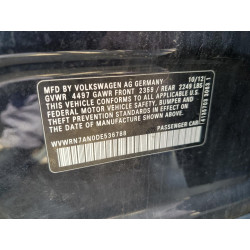 10/12
MFD BY VOLKSWAGEN AG GERMANY
GVWR 4497 GAWR FRONT 2359 / REAR 2249 LBS
THIS VEHICLE CONFORMS TO ALL APPLICABLE
FEDERAL MOTOR VEHICLE SAFETY, BUMPER AND
THEFT PREVENTION STANDARDS IN EFFECT ON THE
DATE OF MANUFACTURE SHOWN ABOVE
WVWRN7AN0DE536788
PASSENGER CAR